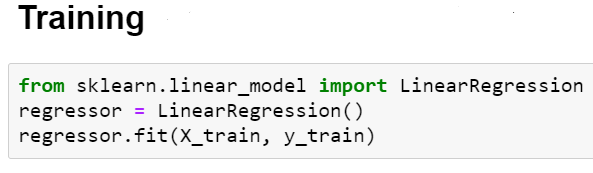 Training
from sklearn.linear_model import LinearRegression
regressor = LinearRegression()
regressor.fit(X_train, y_train)